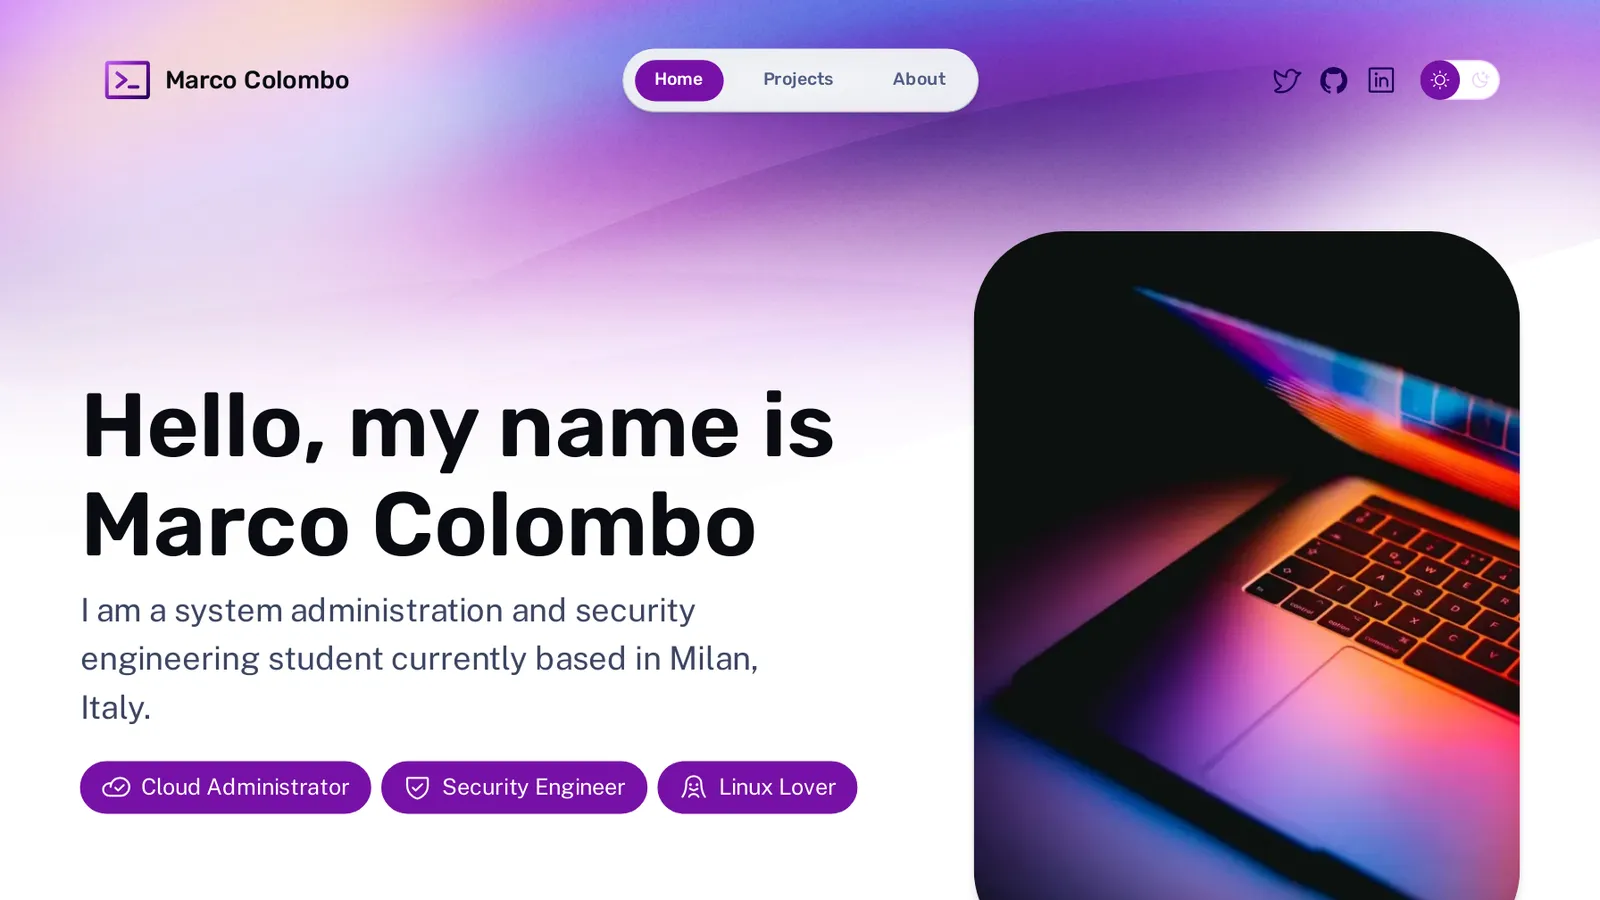 Marco Colombo
Home Projects About
Hello, my name is
Marco Colombo
I am a system administration and security
engineering student currently based in Milan,
Italy.
Cloud Administrator Security Engineer Linux Lover